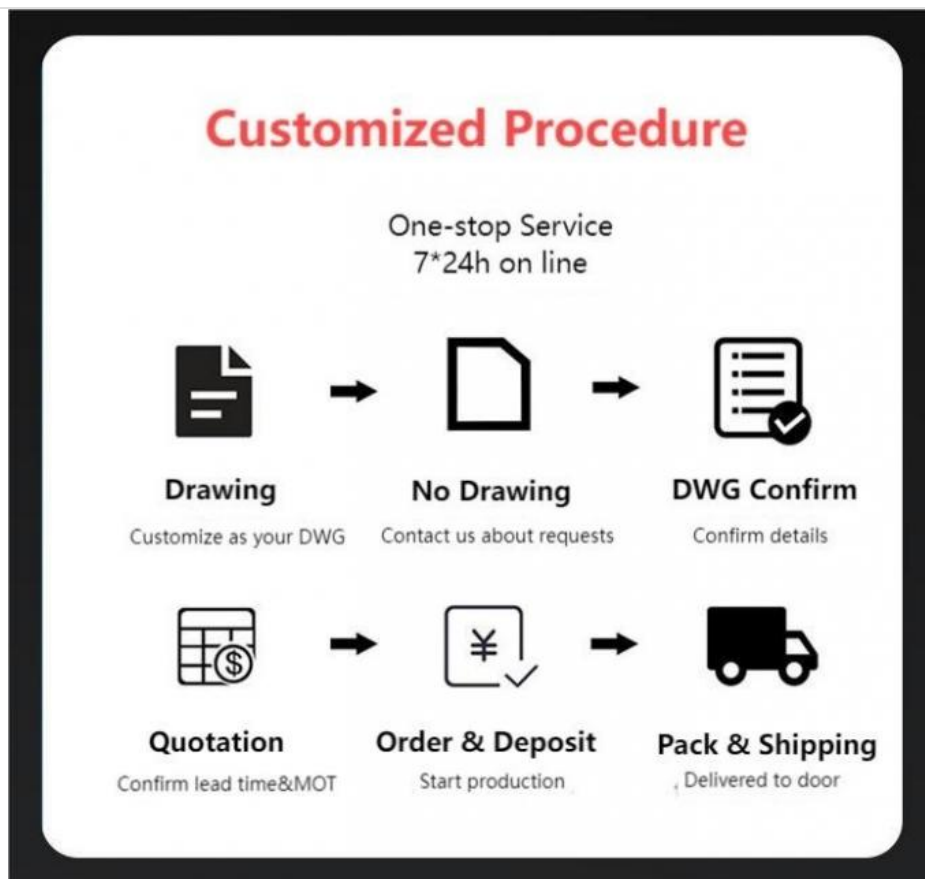 Customized Procedure
One-stop Service
7*24h on line
Drawing
No Drawing
DWG Confirm
Customize as your DWG
Contact us about requests
Confirm details
$
¥
Quotation
Order & Deposit
Pack & Shipping
Confirm lead time&MOT
Start production
Delivered to door